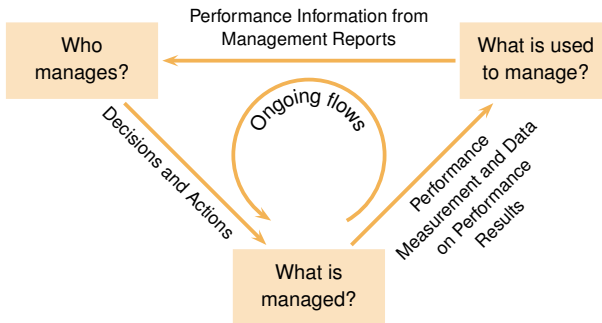 Performance Information from
Management Reports
Who
manages?
What is used
to manage?
Ongoing flows
Decisions and Actions
Performance
Measurement and Data
on Performance
Results
What is
managed?